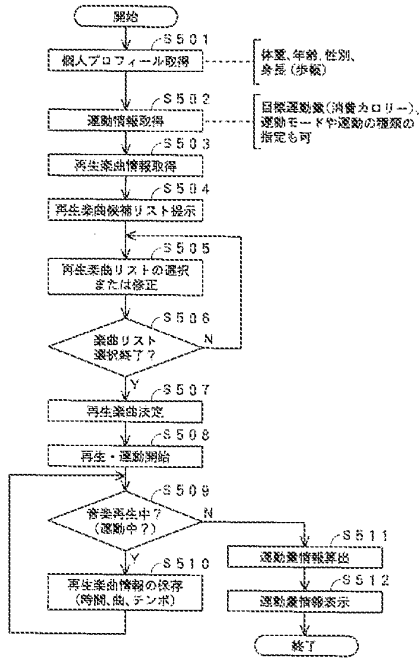 開始
S501
個人プロフィール取得
体重、年齢、性別、
身長(歩幅)
S502
運動情報取得
目標運動量(消費カロリー)、
運動モードや運動の種類の
指定も可
S503
再生楽曲情報取得
S504
再生楽曲候補リスト提示
S505
再生楽曲リストの選択
または修正
S506
楽曲リスト
選択終了?
N
Y
S507
再生楽曲決定
S508
再生・運動開始
S509
音楽再生中?
(運動中?)
N
Y
S510
再生楽曲情報の保存
(時間、曲、テンポ)
S511
運動量情報算出
S512
運動量情報表示
終了